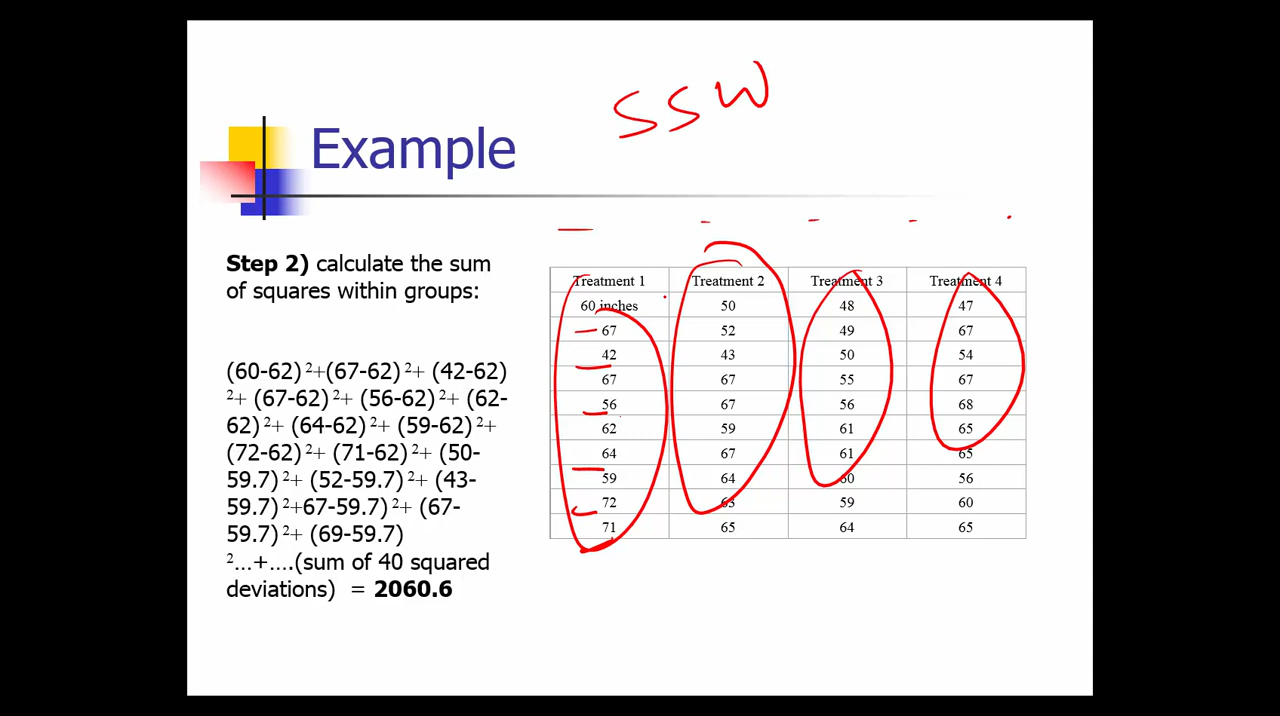 SSW
Example
Step 2) calculate the sum
of squares within groups:
(60-62) ²+(67-62) ²+ (42-62)
²+ (67-62) ²+ (56-62) ²+ (62-
62) ²+ (64-62) ²+ (59-62) ²+
(72-62) ²+ (71-62) ²+ (50-
59.7) ²+ (52-59.7) ²+ (43-
59.7) ²+67-59.7) ²+ (67-
59.7) ²+ (69-59.7)
²…+….(sum of 40 squared
deviations) = 2060.6
Treatment 1 Treatment 2 Treatment 3 Treatment 4
60 inches 50 48 47
67 52 49 67
42 43 50 54
67 67 55 67
56 67 56 68
62 59 61 65
64 67 61 65
59 64 60 56
72 63 59 60
71 65 64 65